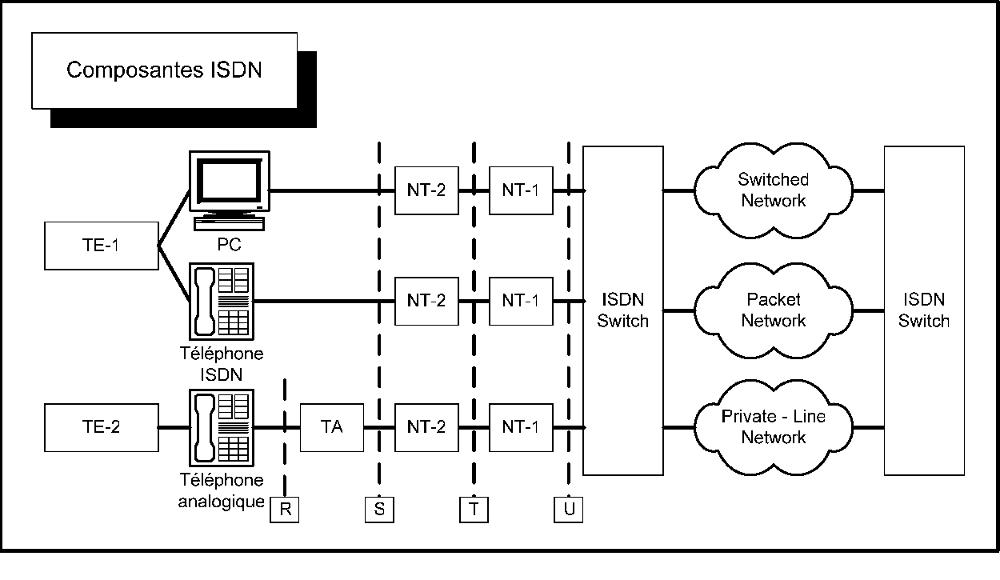 Composantes ISDN
TE-1
PC
NT-2
NT-1
Switched
Network
Téléphone
ISDN
NT-2
NT-1
ISDN
Switch
Packet
Network
ISDN
Switch
TE-2
Téléphone
analogique
TA
NT-2
NT-1
Private - Line
Network
R
S
T
U